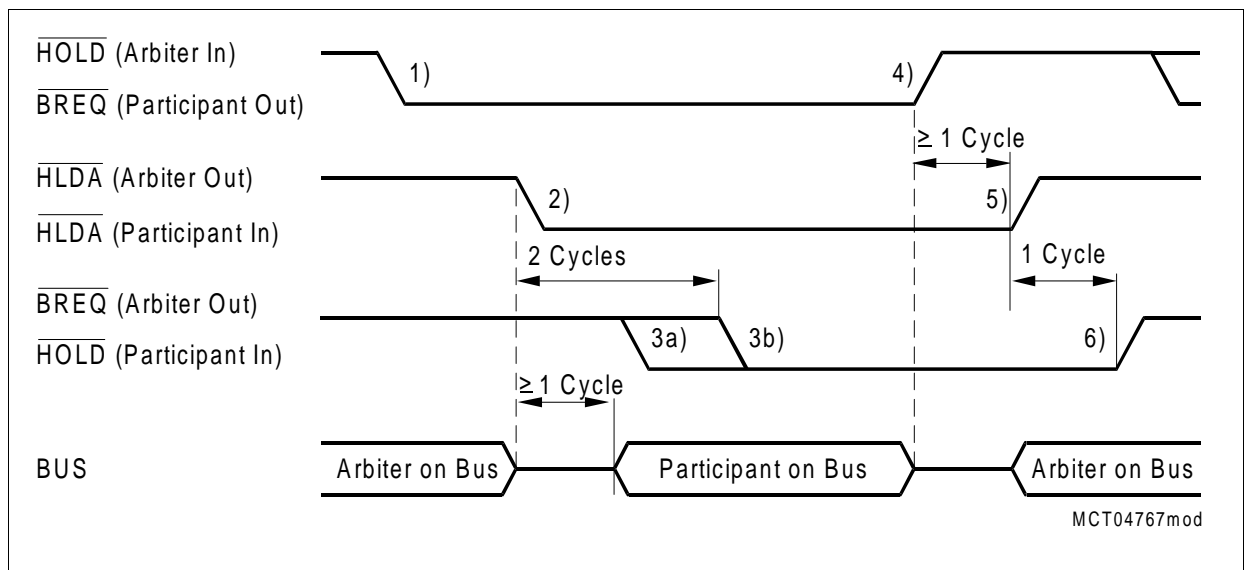 HOLD (Arbiter In)
1)
4)
BREQ (Participant Out)
≥ 1 Cycle
HLDA (Arbiter Out)
2)
5)
HLDA (Participant In)
2 Cycles
1 Cycle
BREQ (Arbiter Out)
3a)
3b)
6)
HOLD (Participant In)
≥ 1 Cycle
BUS
Arbiter on Bus
Participant on Bus
Arbiter on Bus
MCT04767mod